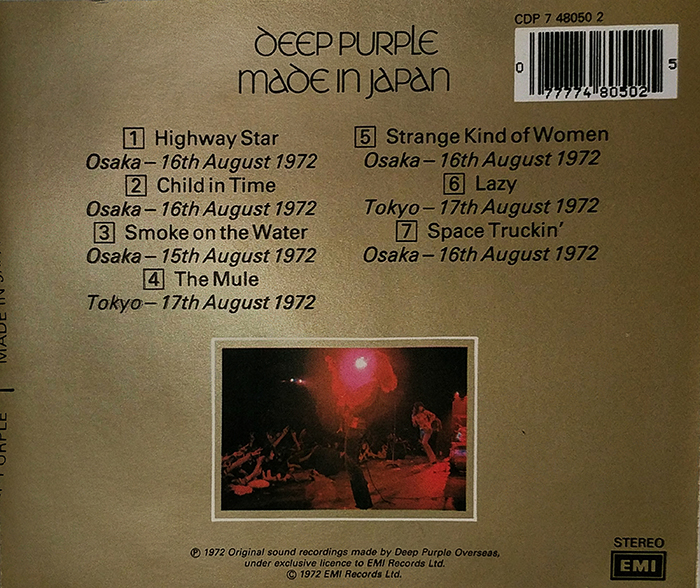 CDP 7 48050 2
0 77774 80502 5
DEEP PURPLE
MADE IN JAPAN
1 Highway Star
Osaka – 16th August 1972
2 Child in Time
Osaka – 16th August 1972
3 Smoke on the Water
Osaka – 15th August 1972
4 The Mule
Tokyo – 17th August 1972
5 Strange Kind of Women
Osaka – 16th August 1972
6 Lazy
Tokyo – 17th August 1972
7 Space Truckin'
Osaka – 16th August 1972
MADE IN
PURPLE
Ⓟ 1972 Original sound recordings made by Deep Purple Overseas,
under exclusive licence to EMI Records Ltd.
© 1972 EMI Records Ltd.
STEREO
EMI